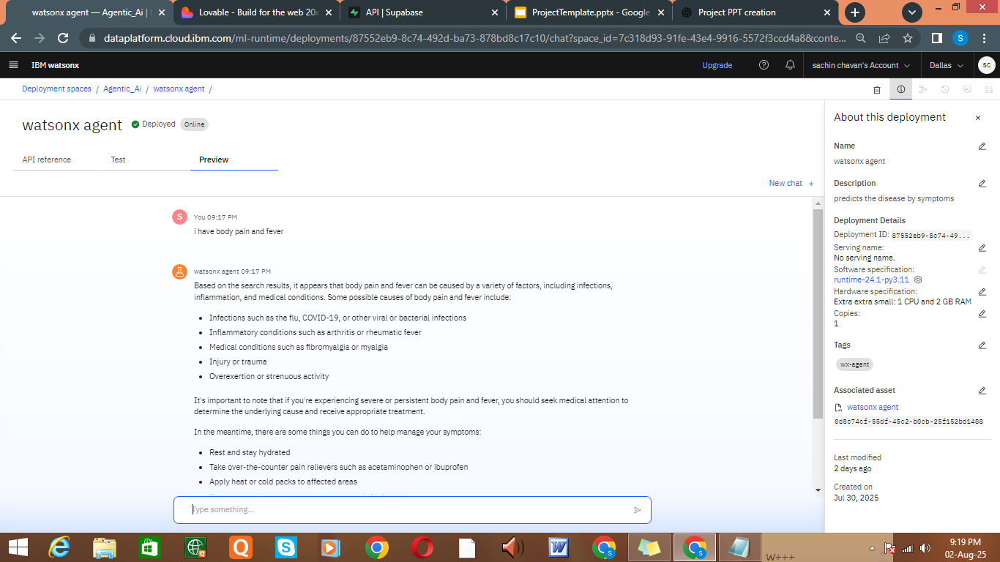 watsonx agent — Agentic_Ai |
Lovable - Build for the web 20x
API | Supabase
ProjectTemplate.pptx - Google
Project PPT creation
dataplatform.cloud.ibm.com/ml-runtime/deployments/87552eb9-8c74-492d-ba73-878bd8c17c10/chat?space_id=7c318d93-91fe-43e4-9916-5572f3ccd4a8&conte...
S
IBM watsonx
Upgrade
sachin chavan's Account
Dallas
SC
Deployment spaces / Agentic_Ai / watsonx agent /
watsonx agent
Deployed
Online
API reference
Test
Preview
New chat +
S
You 09:17 PM
i have body pain and fever
watsonx agent 09:17 PM
Based on the search results, it appears that body pain and fever can be caused by a variety of factors, including infections,
inflammation, and medical conditions. Some possible causes of body pain and fever include:
• Infections such as the flu, COVID-19, or other viral or bacterial infections
• Inflammatory conditions such as arthritis or rheumatic fever
• Medical conditions such as fibromyalgia or myalgia
• Injury or trauma
• Overexertion or strenuous activity
It's important to note that if you're experiencing severe or persistent body pain and fever, you should seek medical attention to
determine the underlying cause and receive appropriate treatment.
In the meantime, there are some things you can do to help manage your symptoms:
• Rest and stay hydrated
• Take over-the-counter pain relievers such as acetaminophen or ibuprofen
• Apply heat or cold packs to affected areas
Type something...
About this deployment
Name
watsonx agent
Description
predicts the disease by symptoms
Deployment Details
Deployment ID: 87552eb9-8c74-49...
Serving name:
No serving name.
Software specification:
runtime-24.1-py3.11
Hardware specification:
Extra extra small: 1 CPU and 2 GB RAM
Copies:
1
Tags
wx-agent
Associated asset
watsonx agent
0d8c74cf-55df-45c2-b0cb-25f152bd1488
Last modified
2 days ago
Created on
Jul 30, 2025
W+++
9:19 PM
02-Aug-25